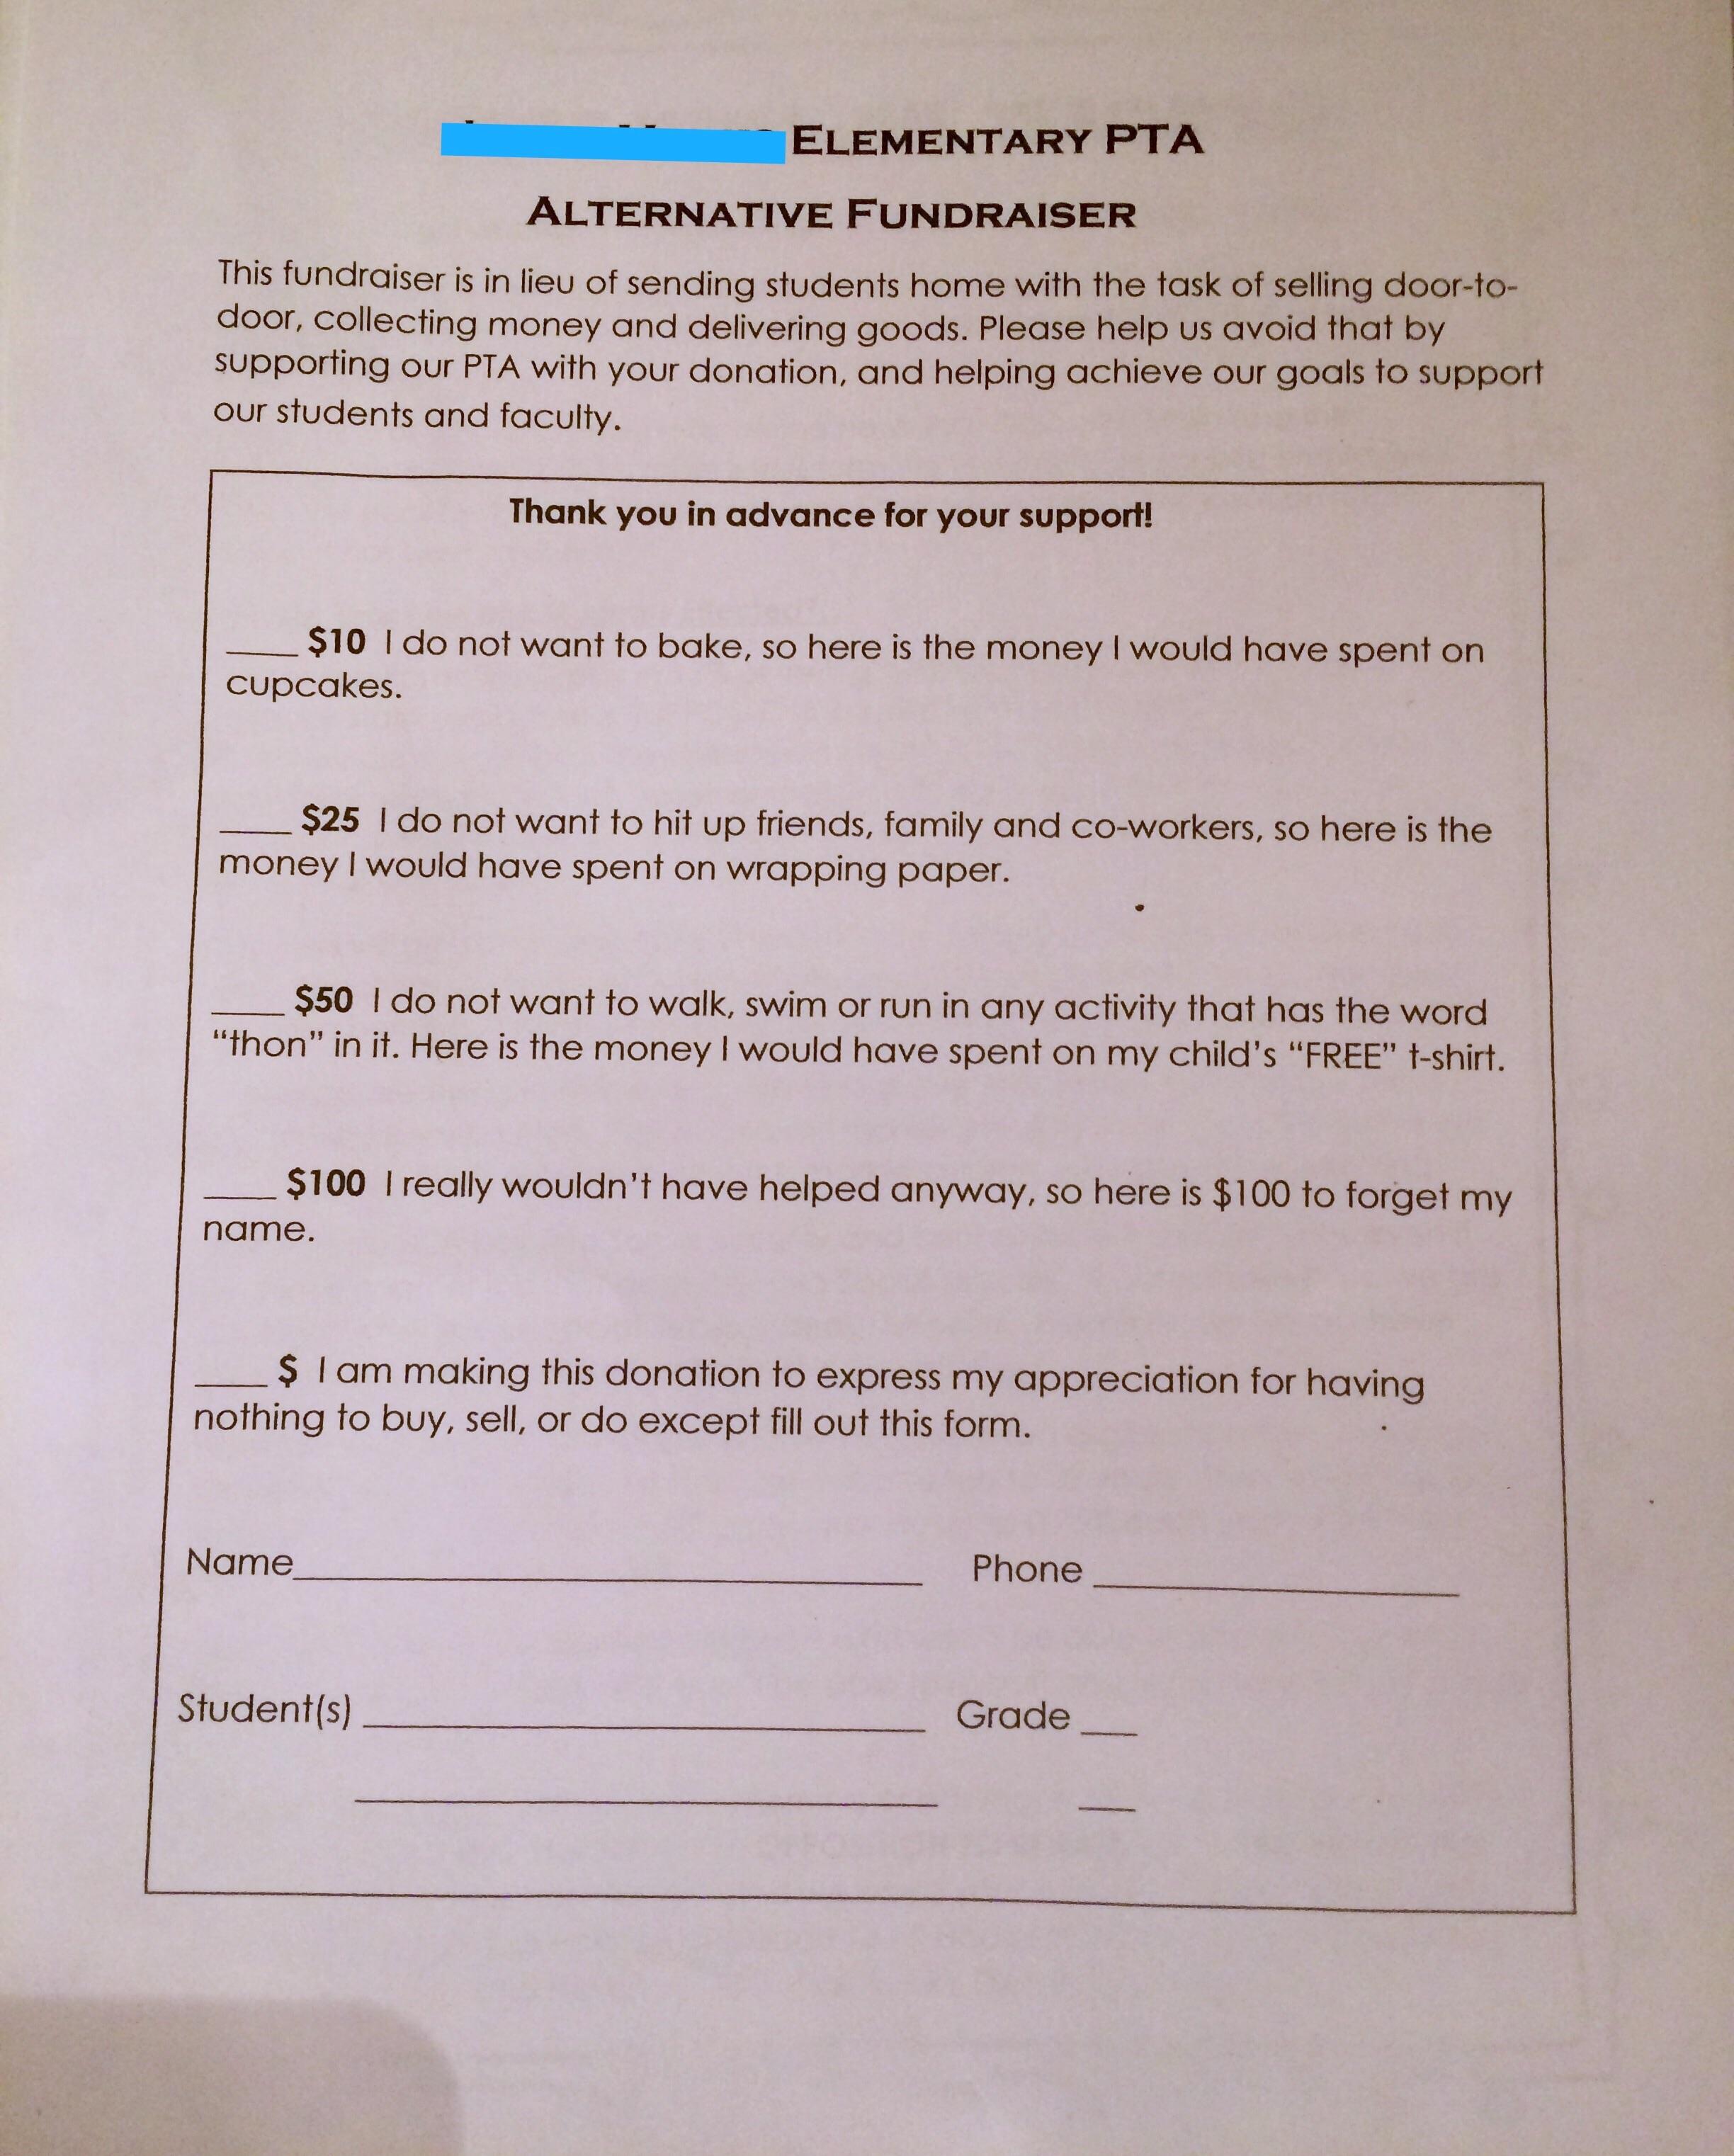 ELEMENTARY PTA
ALTERNATIVE FUNDRAISER
This fundraiser is in lieu of sending students home with the task of selling door-to-
door, collecting money and delivering goods. Please help us avoid that by
supporting our PTA with your donation, and helping achieve our goals to support
our students and faculty.
Thank you in advance for your support!
____ $10 I do not want to bake, so here is the money I would have spent on
cupcakes.
____ $25 I do not want to hit up friends, family and co-workers, so here is the
money I would have spent on wrapping paper.
____ $50 I do not want to walk, swim or run in any activity that has the word
“thon” in it. Here is the money I would have spent on my child’s “FREE” t-shirt.
____ $100 I really wouldn’t have helped anyway, so here is $100 to forget my
name.
____ $ I am making this donation to express my appreciation for having
nothing to buy, sell, or do except fill out this form.
Name____ Phone ____
Student(s) ____ Grade ___